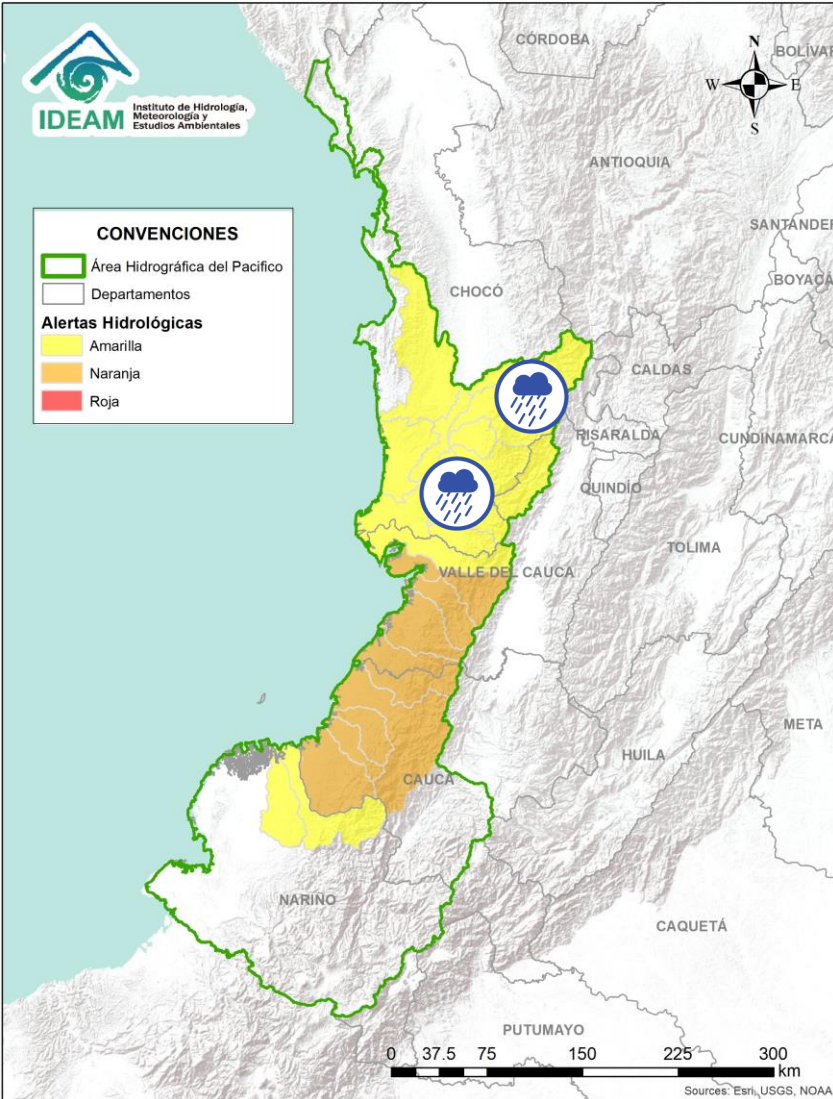 IDEAM
Instituto de Hidrología,
Meteorología y
Estudios Ambientales
N
W
E
S
CÓRDOBA
BOLÍVAR
ANTIOQUIA
SANTANDER
BOYACÁ
CONVENCIONES
Área Hidrográfica del Pacifico
Departamentos
Alertas Hidrológicas
Amarilla
Naranja
Roja
CHOCÓ
CALDAS
RISARALDA
CUNDINAMARCA
QUINDÍO
TOLIMA
VALLE DEL CAUCA
META
HUILA
CAUCA
NARIÑO
CAQUETÁ
PUTUMAYO
0 37.5 75 150 225 300
km
Sources: Esri, USGS, NOAA